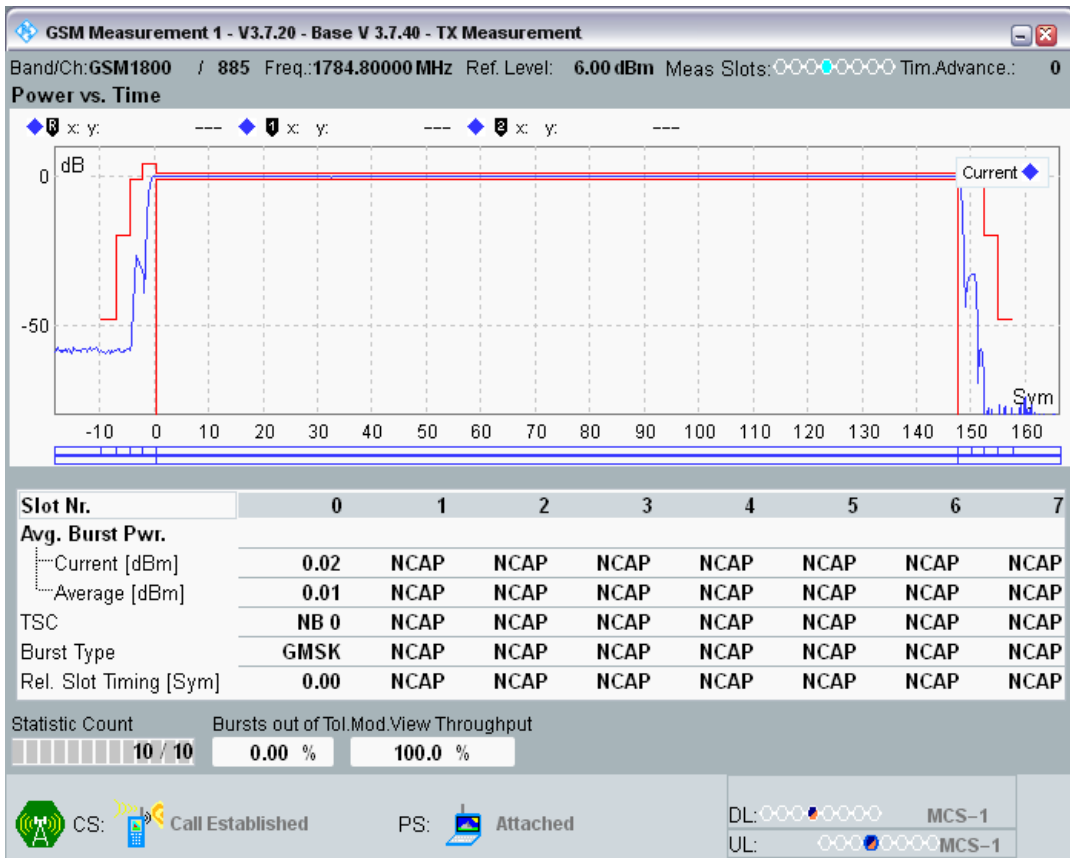 GSM Measurement 1 - V3.7.20 - Base V 3.7.40 - TX Measurement
Band/Ch:GSM1800 / 885 Freq.:1784.80000 MHz Ref. Level: 6.00 dBm Meas Slots: Tim.Advance.: 0
Power vs. Time
R x: y: --- 1 x: y: --- 2 x: y: ---
dB
0
Current
-50
Sym
-10 0 10 20 30 40 50 60 70 80 90 100 110 120 130 140 150 160
Slot Nr. 0 1 2 3 4 5 6 7
Avg. Burst Pwr.
Current [dBm] 0.02 NCAP NCAP NCAP NCAP NCAP NCAP NCAP
Average [dBm] 0.01 NCAP NCAP NCAP NCAP NCAP NCAP NCAP
TSC NB 0 NCAP NCAP NCAP NCAP NCAP NCAP NCAP
Burst Type GMSK NCAP NCAP NCAP NCAP NCAP NCAP NCAP
Rel. Slot Timing [Sym] 0.00 NCAP NCAP NCAP NCAP NCAP NCAP NCAP
Statistic Count Bursts out of Tol.Mod.View Throughput
10 / 10 0.00 % 100.0 %
CS: Call Established PS: Attached
DL: MCS-1
UL: MCS-1